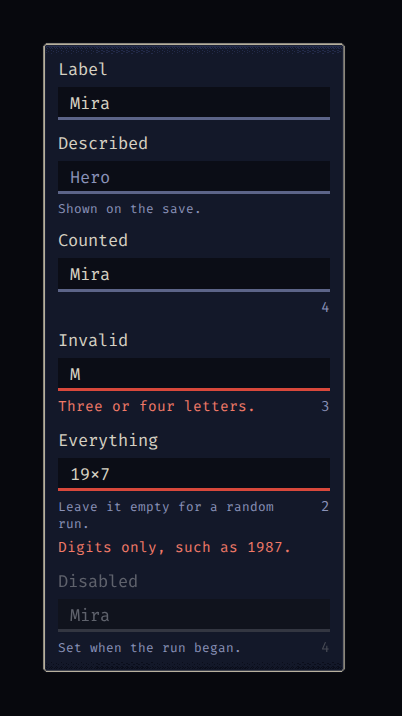 Label
Mira
Described
Hero
Shown on the save.
Counted
Mira
4
Invalid
M
Three or four letters. 3
Everything
19×7
Leave it empty for a random 2
run.
Digits only, such as 1987.
Disabled
Mira
Set when the run began. 4